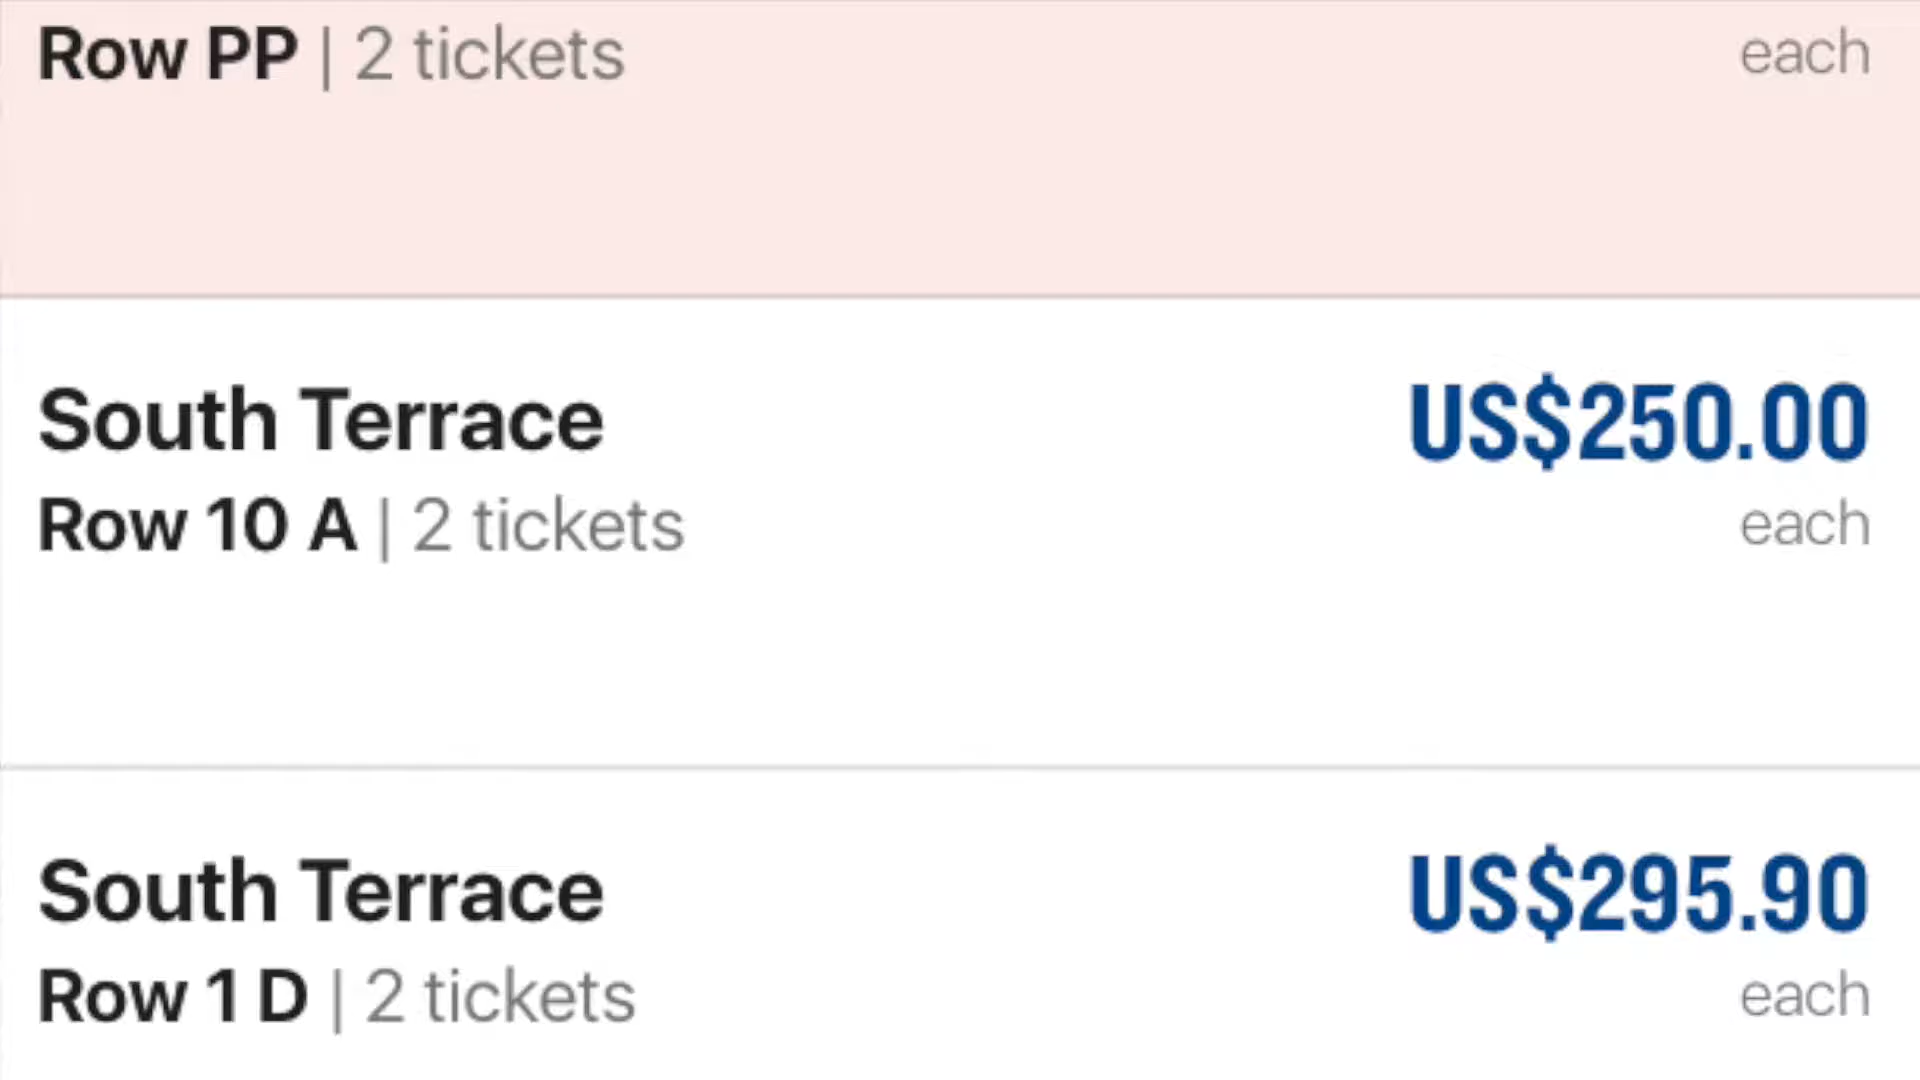 Row PP | 2 tickets
each
South Terrace
US$250.00
Row 10 A | 2 tickets
each
South Terrace
US$295.90
Row 1 D | 2 tickets
each